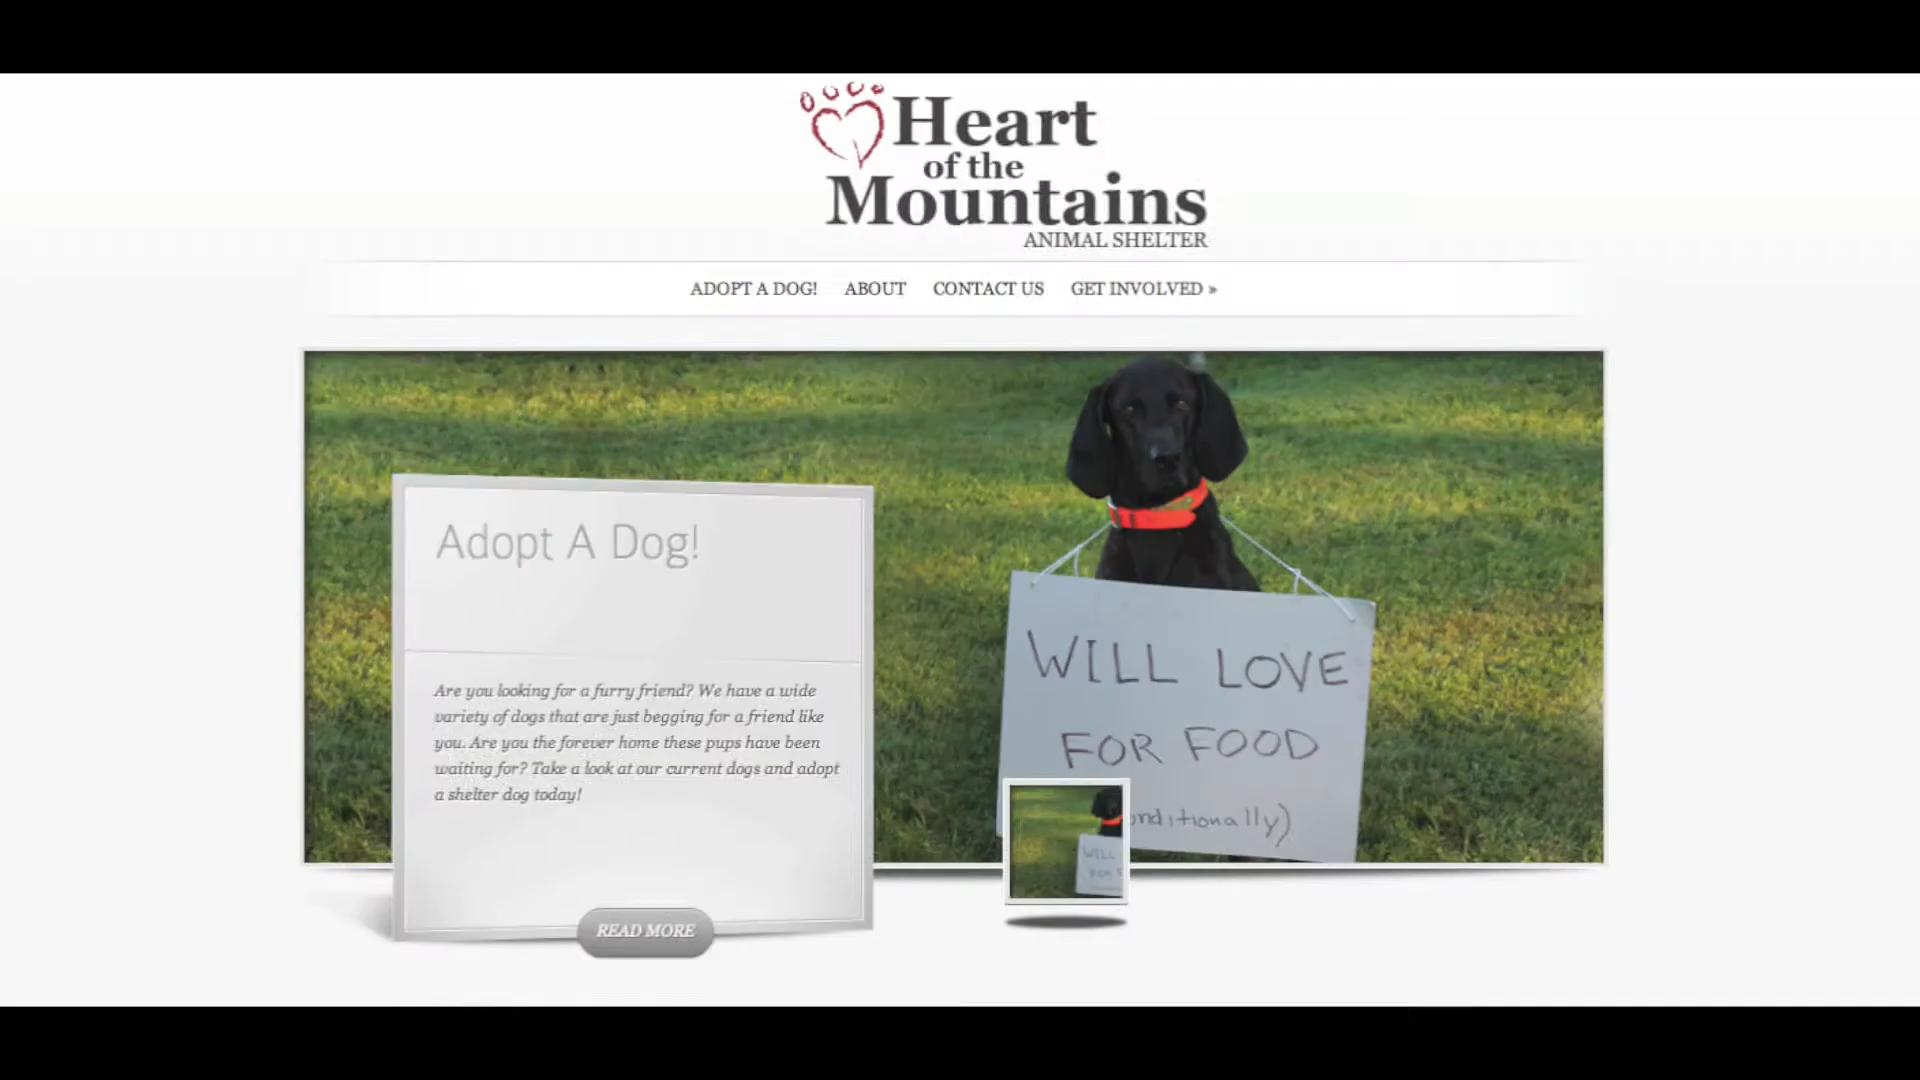 Heart
of the
Mountains
ANIMAL SHELTER
ADOPT A DOG! ABOUT CONTACT US GET INVOLVED »
Adopt A Dog!
Are you looking for a furry friend? We have a wide
variety of dogs that are just begging for a friend like
you. Are you the forever home these pups have been
waiting for? Take a look at our current dogs and adopt
a shelter dog today!
READ MORE
WILL LOVE
FOR FOOD
onditionally)
WILL
FOR F